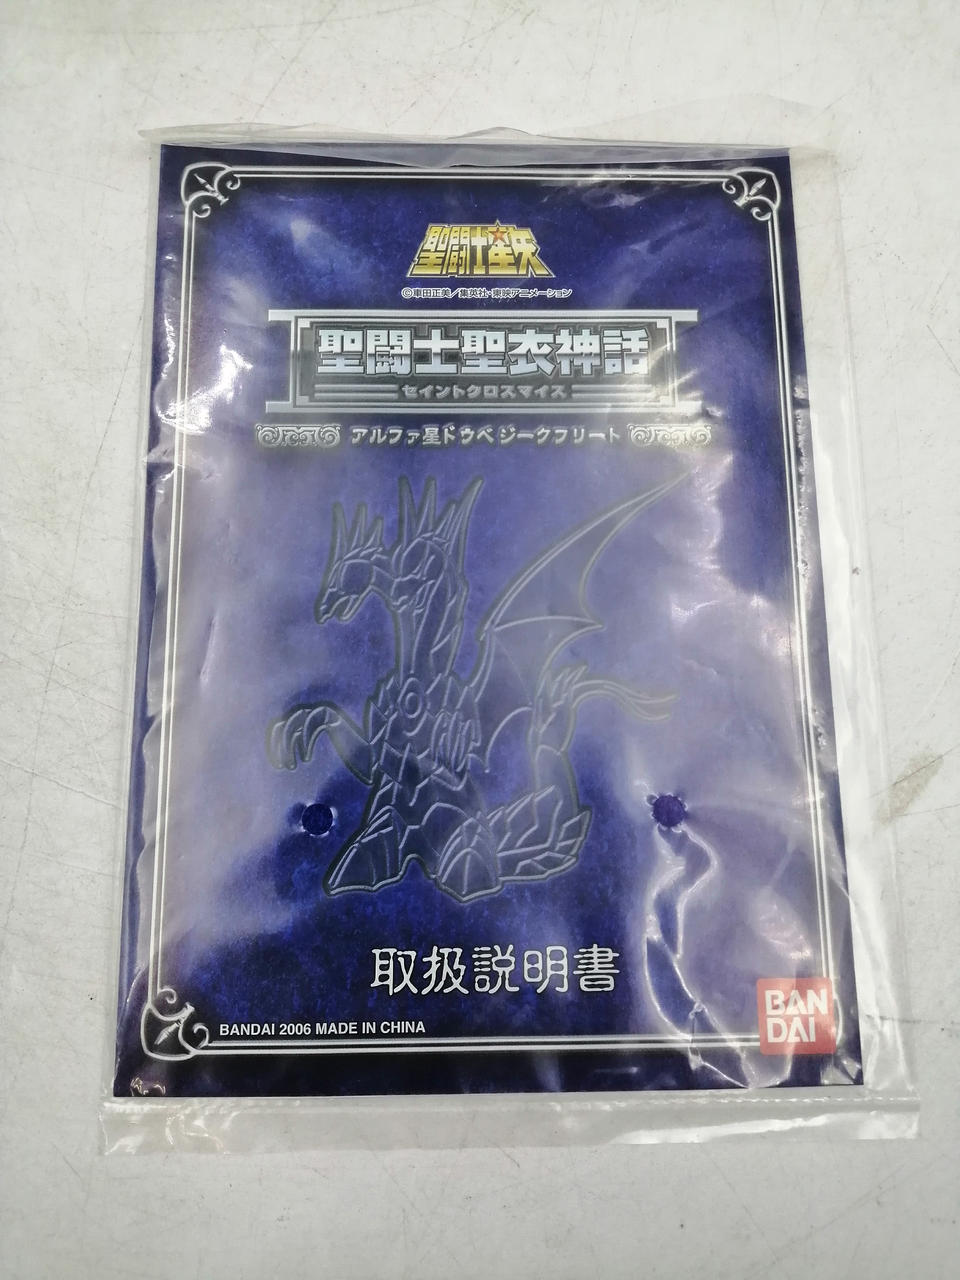 聖闘士星矢
©車田正美／集英社・東映アニメーション
聖闘士聖衣神話
セイントクロスマイス
アルファ星ドウベ ジークフリート
取扱説明書
BANDAI 2006 MADE IN CHINA
BAN
DAI